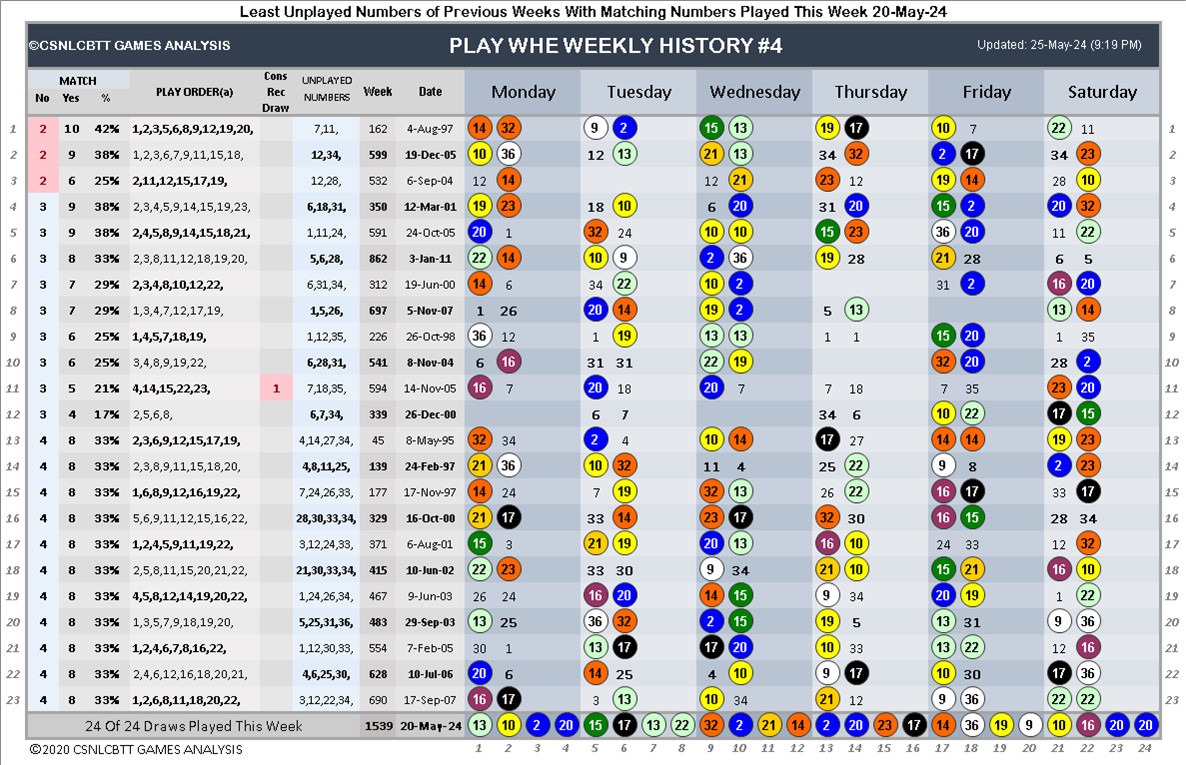 Least Unplayed Numbers of Previous Weeks With Matching Numbers Played This Week 20-May-24
©CSNLCBTT GAMES ANALYSIS PLAY WHE WEEKLY HISTORY #4 Updated: 25-May-24 (9:19 PM)
MATCH No Yes % PLAY ORDER(a) Cons Rec Draw UNPLAYED NUMBERS Week Date Monday Tuesday Wednesday Thursday Friday Saturday
1 2 10 42% 1,2,3,5,6,8,9,12,19,20, 7,11, 162 4-Aug-97 14 32 9 2 15 13 19 17 10 7 22 11 1
2 2 9 38% 1,2,3,6,7,9,11,15,18, 12,34, 599 19-Dec-05 10 36 12 13 21 13 34 32 2 17 34 23 2
3 2 6 25% 2,11,12,15,17,19, 12,28, 532 6-Sep-04 12 14 12 21 23 12 19 14 28 10 3
4 3 9 38% 2,3,4,5,9,14,15,19,23, 6,18,31, 350 12-Mar-01 19 23 18 10 6 20 31 20 15 2 20 32 4
5 3 9 38% 2,4,5,8,9,14,15,18,21, 1,11,24, 591 24-Oct-05 20 1 32 24 10 10 15 23 36 20 11 22 5
6 3 8 33% 2,3,8,11,12,18,19,20, 5,6,28, 862 3-Jan-11 22 14 10 9 2 36 19 28 21 28 6 5 6
7 3 7 29% 2,3,4,8,10,12,22, 6,31,34, 312 19-Jun-00 14 6 34 22 10 2 31 2 16 20 7
8 3 7 29% 1,3,4,7,12,17,19, 1,5,26, 697 5-Nov-07 1 26 20 14 19 2 5 13 13 14 8
9 3 6 25% 1,4,5,7,18,19, 1,12,35, 226 26-Oct-98 36 12 1 19 13 13 1 1 15 20 1 35 9
10 3 6 25% 3,4,8,9,19,22, 6,28,31, 541 8-Nov-04 6 16 31 31 22 19 32 20 28 2 10
11 3 5 21% 4,14,15,22,23, 1 7,18,35, 594 14-Nov-05 16 7 20 18 20 7 7 18 7 35 23 20 11
12 3 4 17% 2,5,6,8, 6,7,34, 339 26-Dec-00 6 7 34 6 10 22 17 15 12
13 4 8 33% 2,3,6,9,12,15,17,19, 4,14,27,34, 45 8-May-95 32 34 2 4 10 14 17 27 14 14 19 23 13
14 4 8 33% 2,3,8,9,11,15,18,20, 4,8,11,25, 139 24-Feb-97 21 36 10 32 11 4 25 22 9 8 2 23 14
15 4 8 33% 1,6,8,9,12,16,19,22, 7,24,26,33, 177 17-Nov-97 14 24 7 19 32 13 26 22 16 17 33 17 15
16 4 8 33% 5,6,9,11,12,15,16,22, 28,30,33,34, 329 16-Oct-00 21 17 33 14 23 17 32 30 16 15 28 34 16
17 4 8 33% 1,2,4,5,9,11,19,22, 3,12,24,33, 371 6-Aug-01 15 3 21 19 20 13 16 10 24 33 12 32 17
18 4 8 33% 2,5,8,11,15,20,21,22, 21,30,33,34, 415 10-Jun-02 22 23 33 30 9 34 21 10 15 21 16 10 18
19 4 8 33% 4,5,8,12,14,19,20,22, 1,24,26,34, 467 9-Jun-03 26 24 16 20 14 15 9 34 20 19 1 22 19
20 4 8 33% 1,3,5,7,9,18,19,20, 5,25,31,36, 483 29-Sep-03 13 25 36 32 2 15 19 5 13 31 9 36 20
21 4 8 33% 1,2,4,6,7,8,16,22, 1,12,30,33, 554 7-Feb-05 30 1 13 17 17 20 10 33 13 22 12 16 21
22 4 8 33% 2,4,6,12,16,18,20,21, 4,6,25,30, 628 10-Jul-06 20 6 14 25 4 10 9 17 10 30 17 36 22
23 4 8 33% 1,2,6,8,11,18,20,22, 3,12,22,34, 690 17-Sep-07 16 17 3 13 10 34 21 12 9 36 22 22 23
24 Of 24 Draws Played This Week 1539 20-May-24 13 10 2 20 15 17 13 22 32 2 21 14 2 20 23 16 14 36 19 9 10 16 20 20
©2020 CSNLCBTT GAMES ANALYSIS 1 2 3 4 5 6 7 8 9 10 11 12 13 14 15 16 17 18 19 20 21 22 23 24